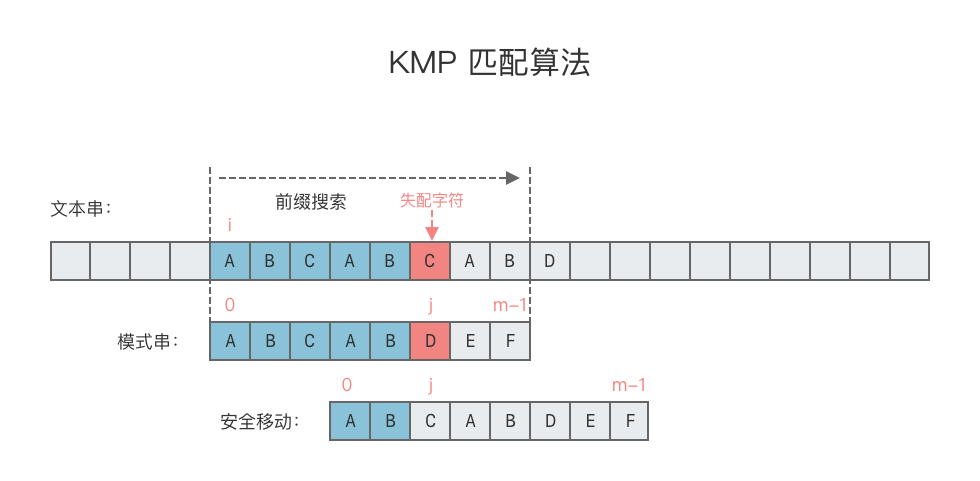 KMP 匹配算法
前缀搜索
失配字符
文本串：
i
A B C A B C A B D
0 j m-1
模式串： A B C A B D E F
0 j m-1
安全移动： A B C A B D E F